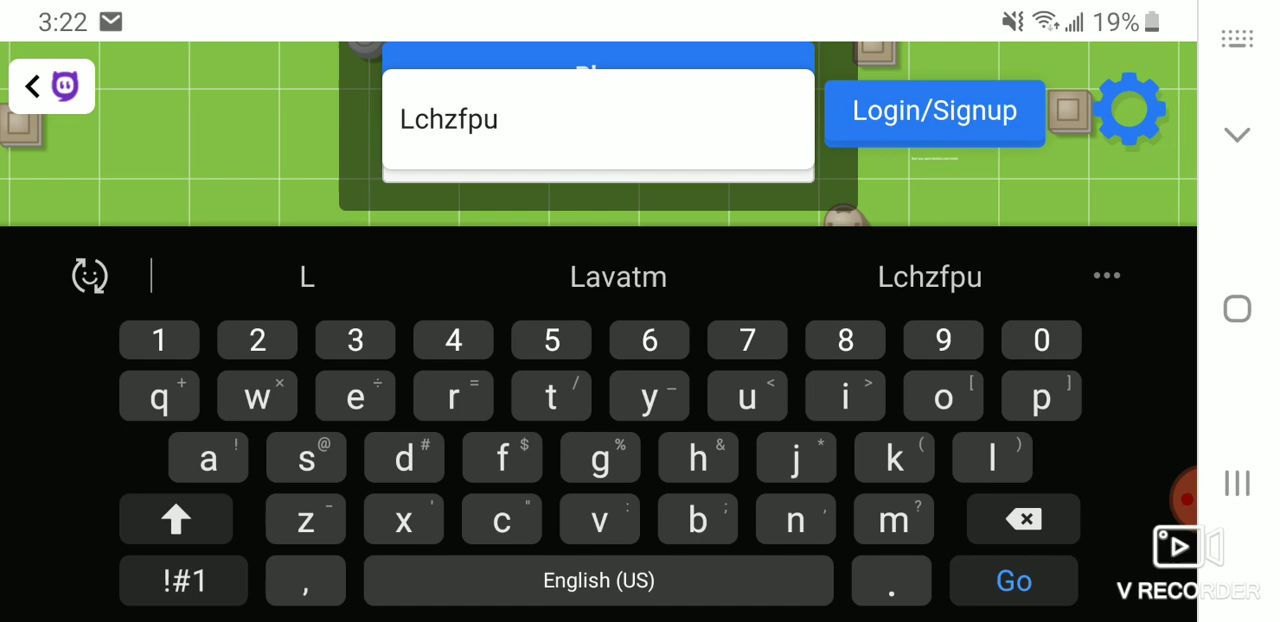 3:22
19%
Lchzfpu
Login/Signup
L Lavatm Lchzfpu
1 2 3 4 5 6 7 8 9 0
q + w × e ÷ r = t / y _ u < i > o [ p ]
a ! s @ d # f $ g % h & j * k ( l )
z - x ' c " v : b ; n , m ?
!#1 , English (US) . Go
V RECORDER